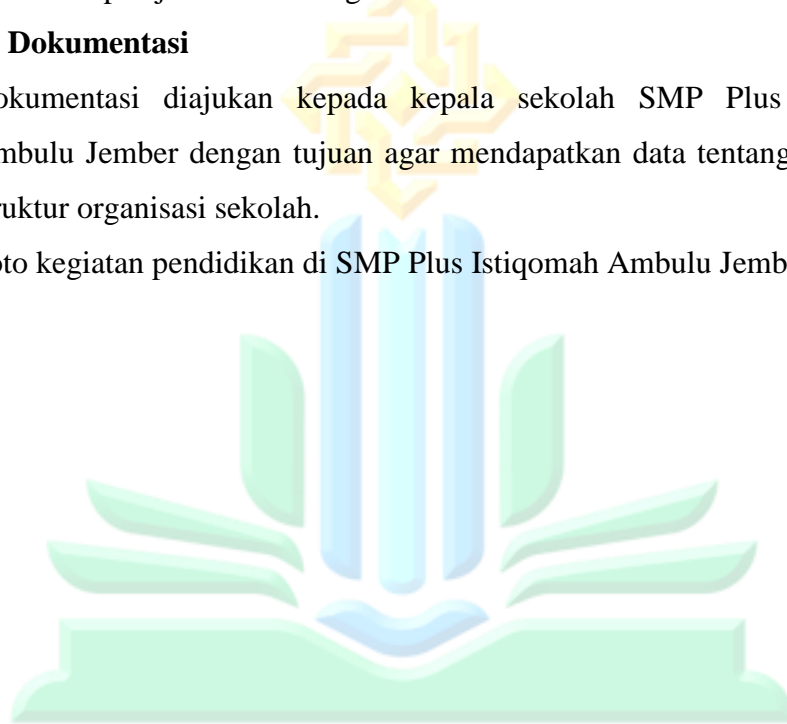 Dokumentasi
okumentasi diajukan kepada kepala sekolah SMP Plus
mbulu Jember dengan tujuan agar mendapatkan data tentang
ruktur organisasi sekolah.
oto kegiatan pendidikan di SMP Plus Istiqomah Ambulu Jemb